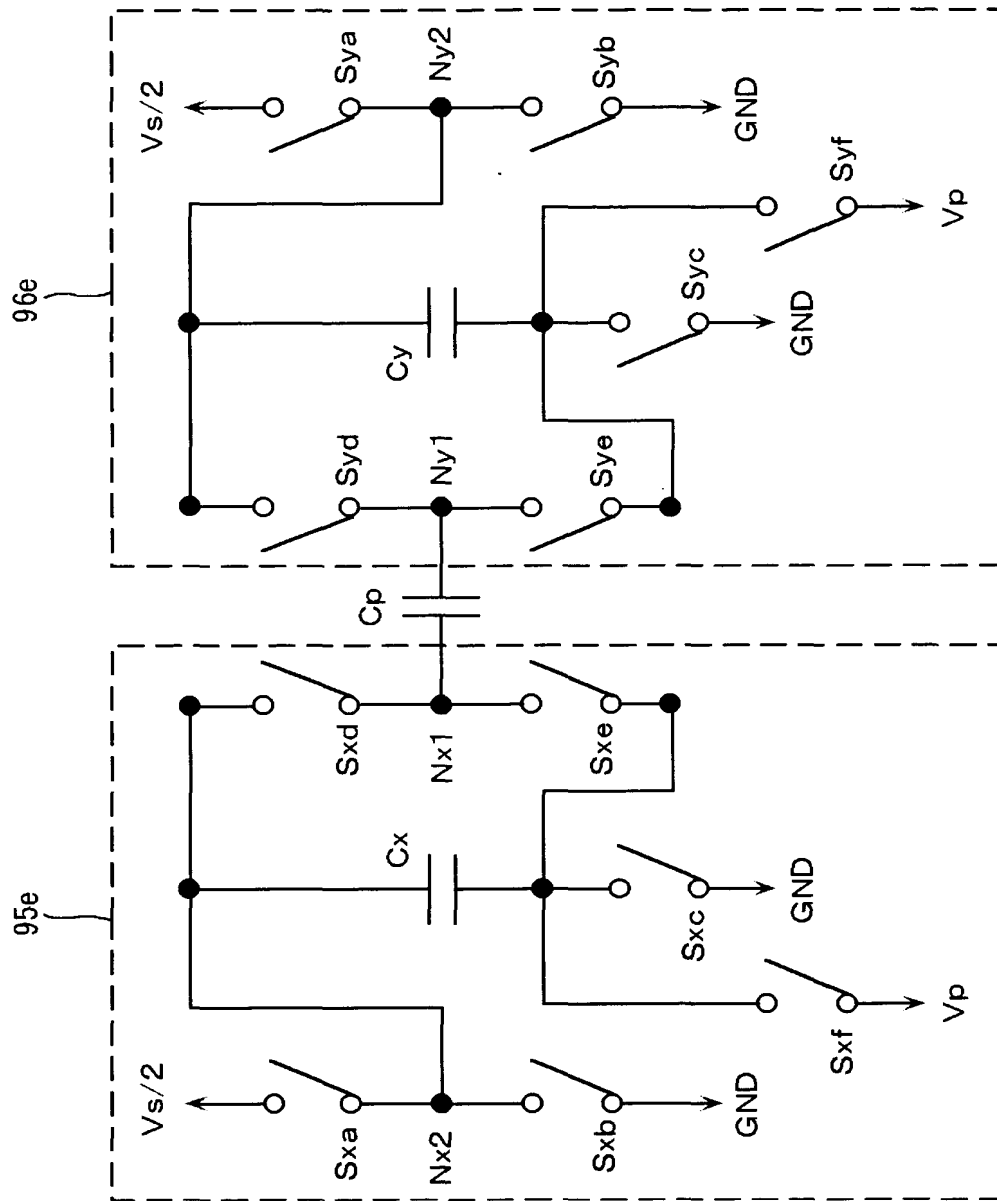 95e
96e
Vs/2
Sxa
Nx2
Sxb
GND
Cx
Sxc
GND
Sxf
Vp
Sxd
Nx1
Sxe
Cp
Syd
Ny1
Sye
Cy
Syc
GND
Syf
Vp
Vs/2
Sya
Ny2
Syb
GND